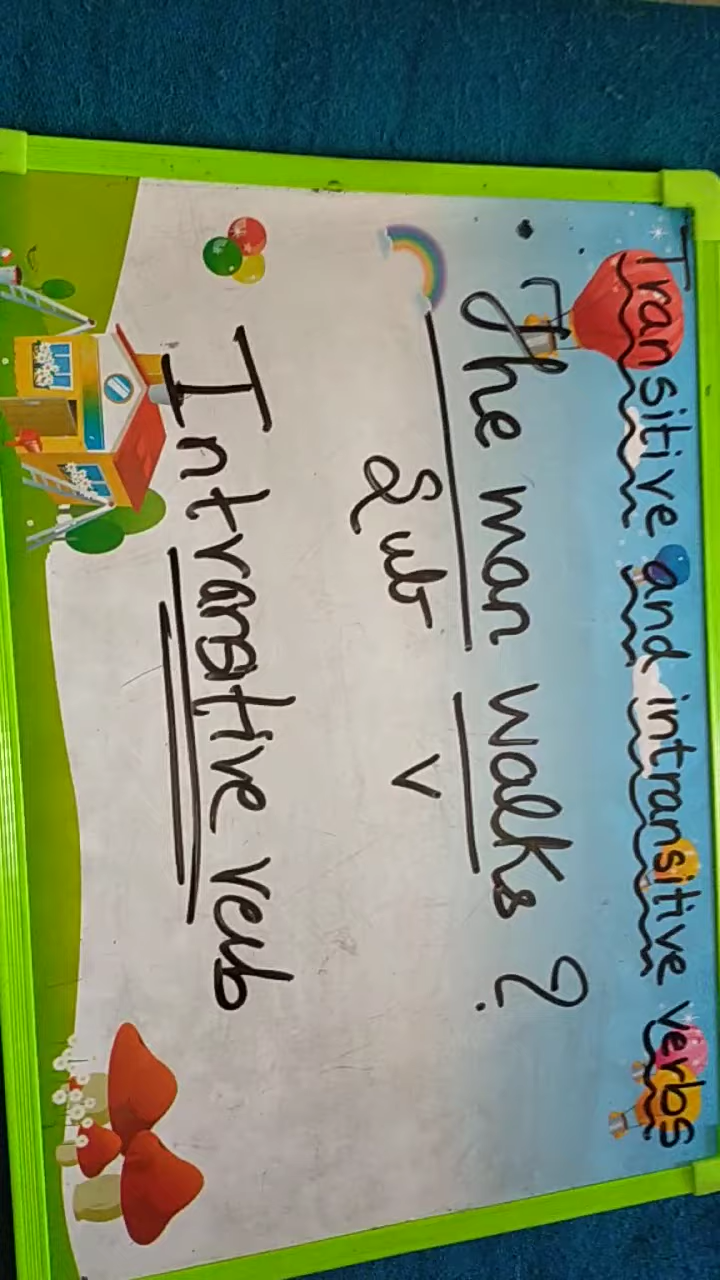 Transitive and intransitive verbs
The man walks ?
Sub V
Intransitive verb